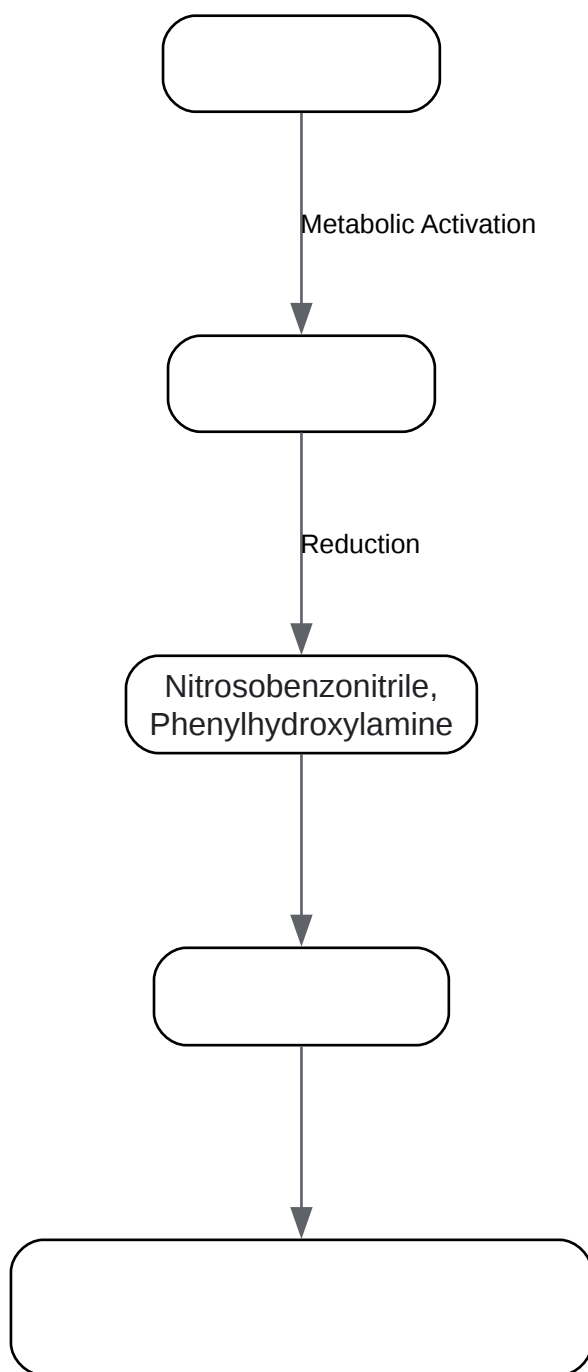 Metabolic Activation
Reduction
Nitrosobenzonitrile,
Phenylhydroxylamine